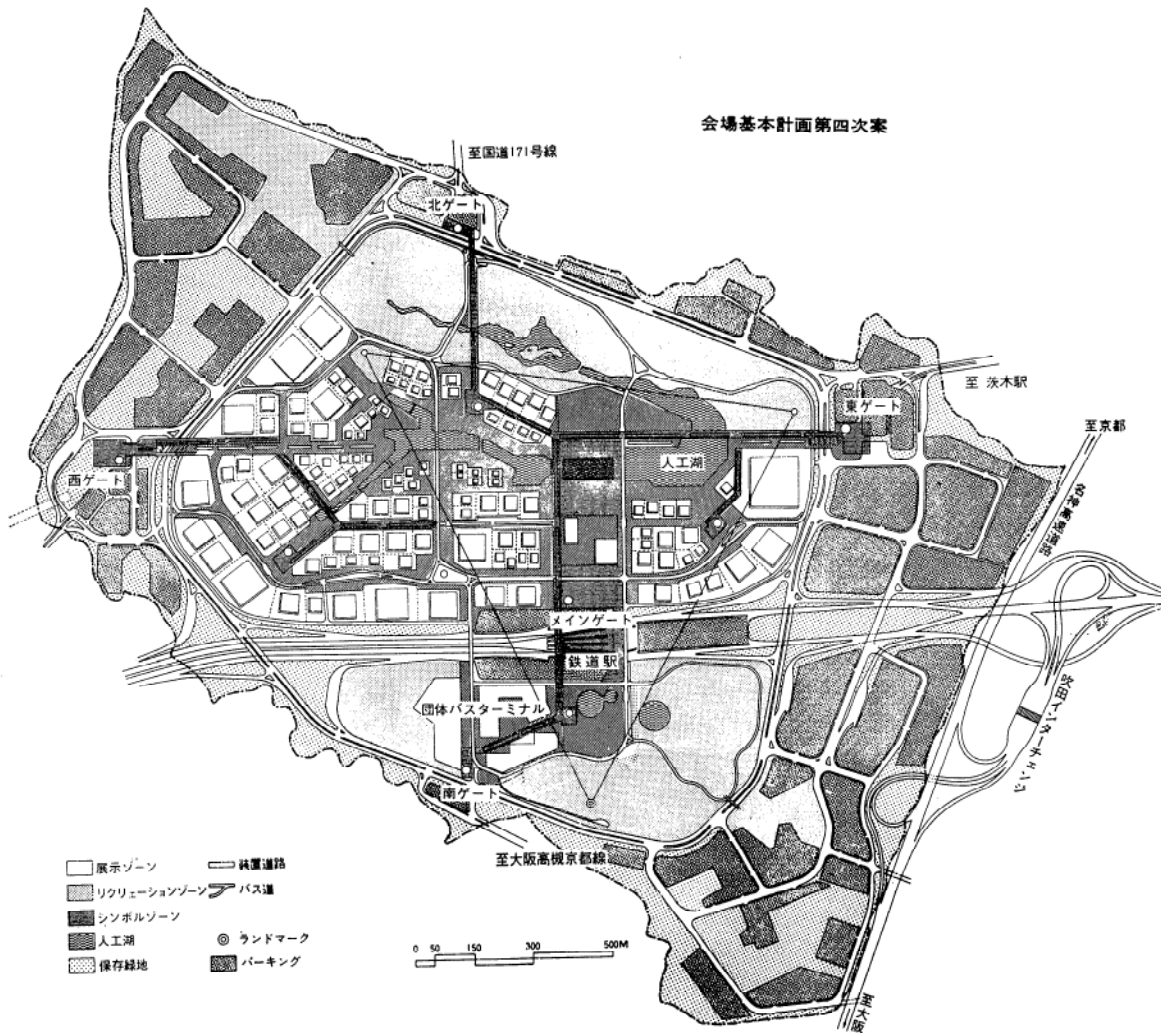 会場基本計画第四次案
至国道171号線
北ゲート
至 茨木駅
東ゲート
至京都
人工湖
西ゲート
名神高速道路
メインゲート
鉄道駅
団体バスターミナル
吹田インターチェンジ
南ゲート
至大阪高槻京都線
至大阪
展示ゾーン
リクリェーションゾーン
シンボルゾーン
人工湖
保存緑地
装置道路
バス道
ランドマーク
パーキング
0 50 150 300 500M